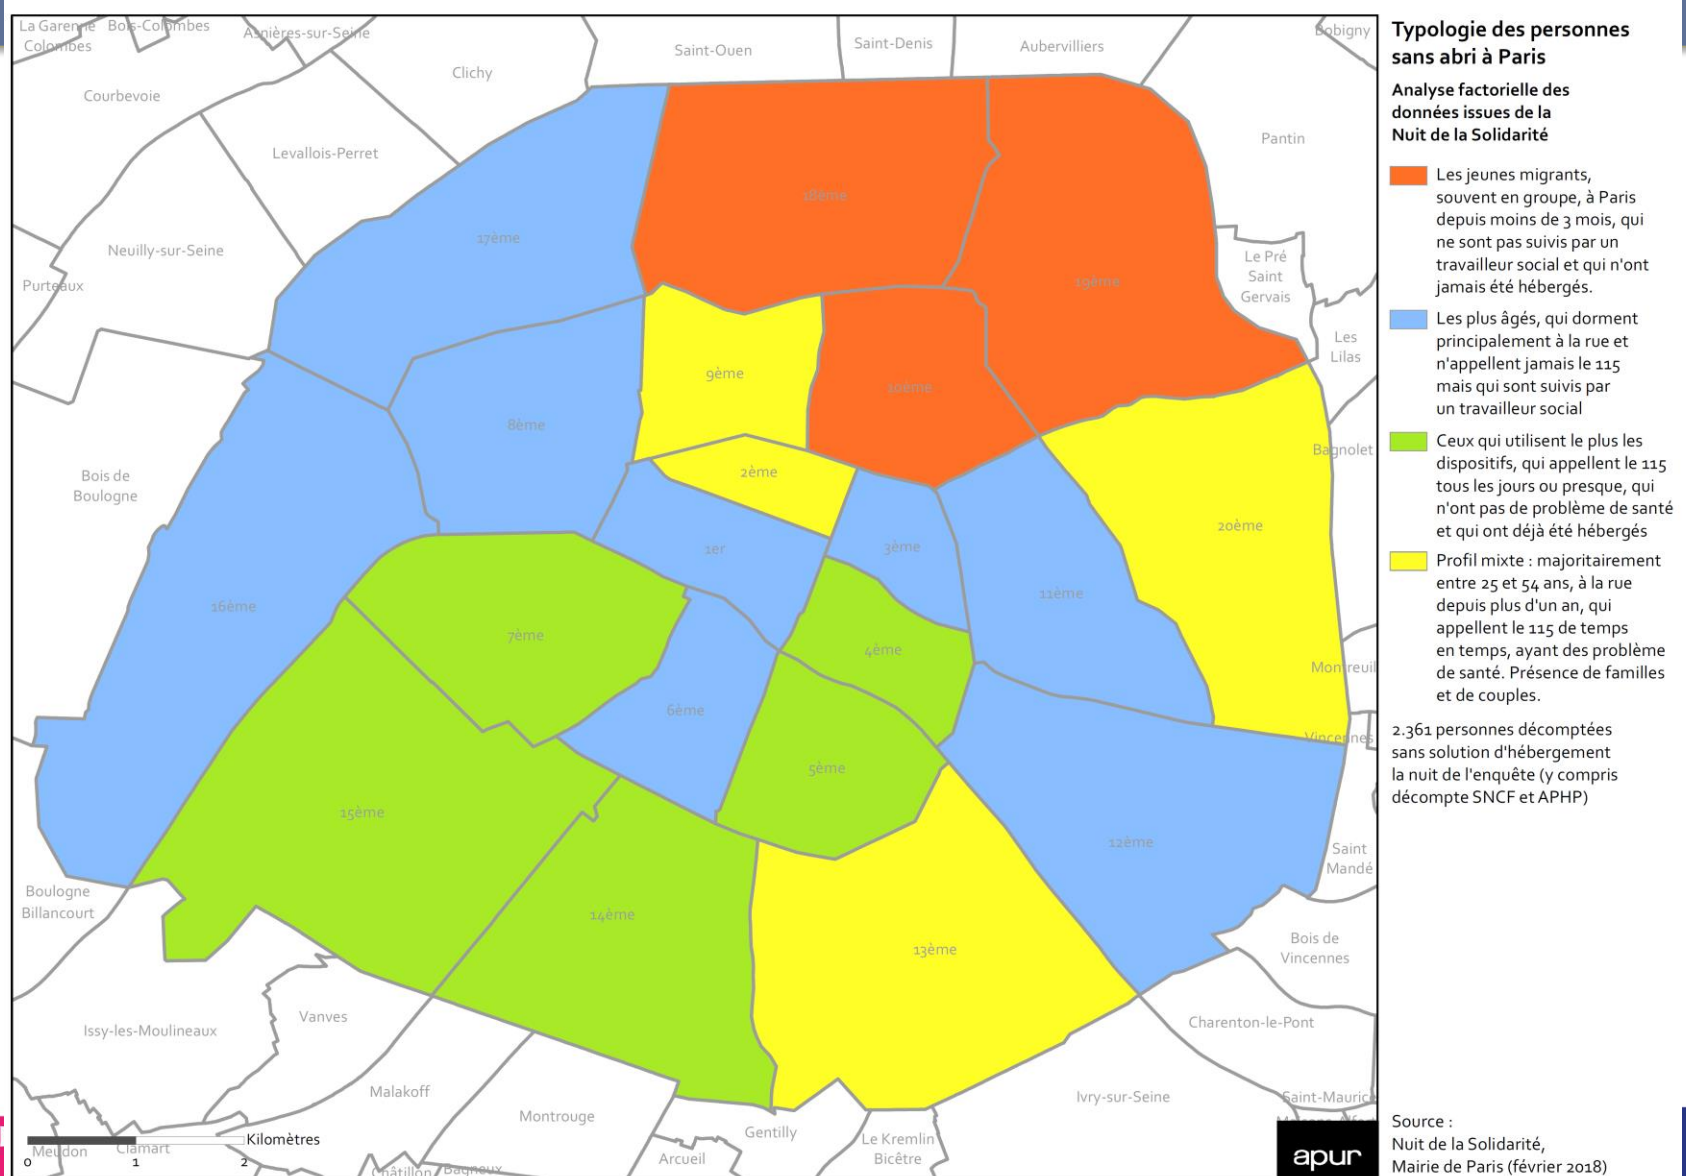 Typologie des personnes
sans abri à Paris
Analyse factorielle des
données issues de la
Nuit de la Solidarité
Les jeunes migrants,
souvent en groupe, à Paris
depuis moins de 3 mois, qui
ne sont pas suivis par un
travailleur social et qui n'ont
jamais été hébergés.
Les plus âgés, qui dorment
principalement à la rue et
n'appellent jamais le 115
mais qui sont suivis par
un travailleur social
Ceux qui utilisent le plus les
dispositifs, qui appellent le 115
tous les jours ou presque, qui
n'ont pas de problème de santé
et qui ont déjà été hébergés
Profil mixte : majoritairement
entre 25 et 54 ans, à la rue
depuis plus d'un an, qui
appellent le 115 de temps
en temps, ayant des problème
de santé. Présence de familles
et de couples.
2.361 personnes décomptées
sans solution d'hébergement
la nuit de l'enquête (y compris
décompte SNCF et APHP)
Source :
Nuit de la Solidarité,
Mairie de Paris (février 2018)
La Garenne
Colombes
Bois-Colombes
Asnières-sur-Seine
Courbevoie
Clichy
Saint-Ouen
Saint-Denis
Aubervilliers
Bobigny
Pantin
Levallois-Perret
Neuilly-sur-Seine
Le Pré
Saint
Gervais
Les
Lilas
Bagnolet
Bois de
Boulogne
17ème
18ème
19ème
9ème
10ème
8ème
2ème
20ème
1er
3ème
11ème
16ème
7ème
4ème
6ème
5ème
15ème
12ème
14ème
13ème
Montreuil
Vincennes
Saint
Mandé
Bois de
Vincennes
Boulogne
Billancourt
Issy-les-Moulineaux
Vanves
Malakoff
Montrouge
Charenton-le-Pont
Ivry-sur-Seine
Saint-Maurice
Gentilly
Le Kremlin
Bicêtre
Arcueil
Meudon
Clamart
Châtillon
Bagneux
Kilomètres
0 1 2
apur